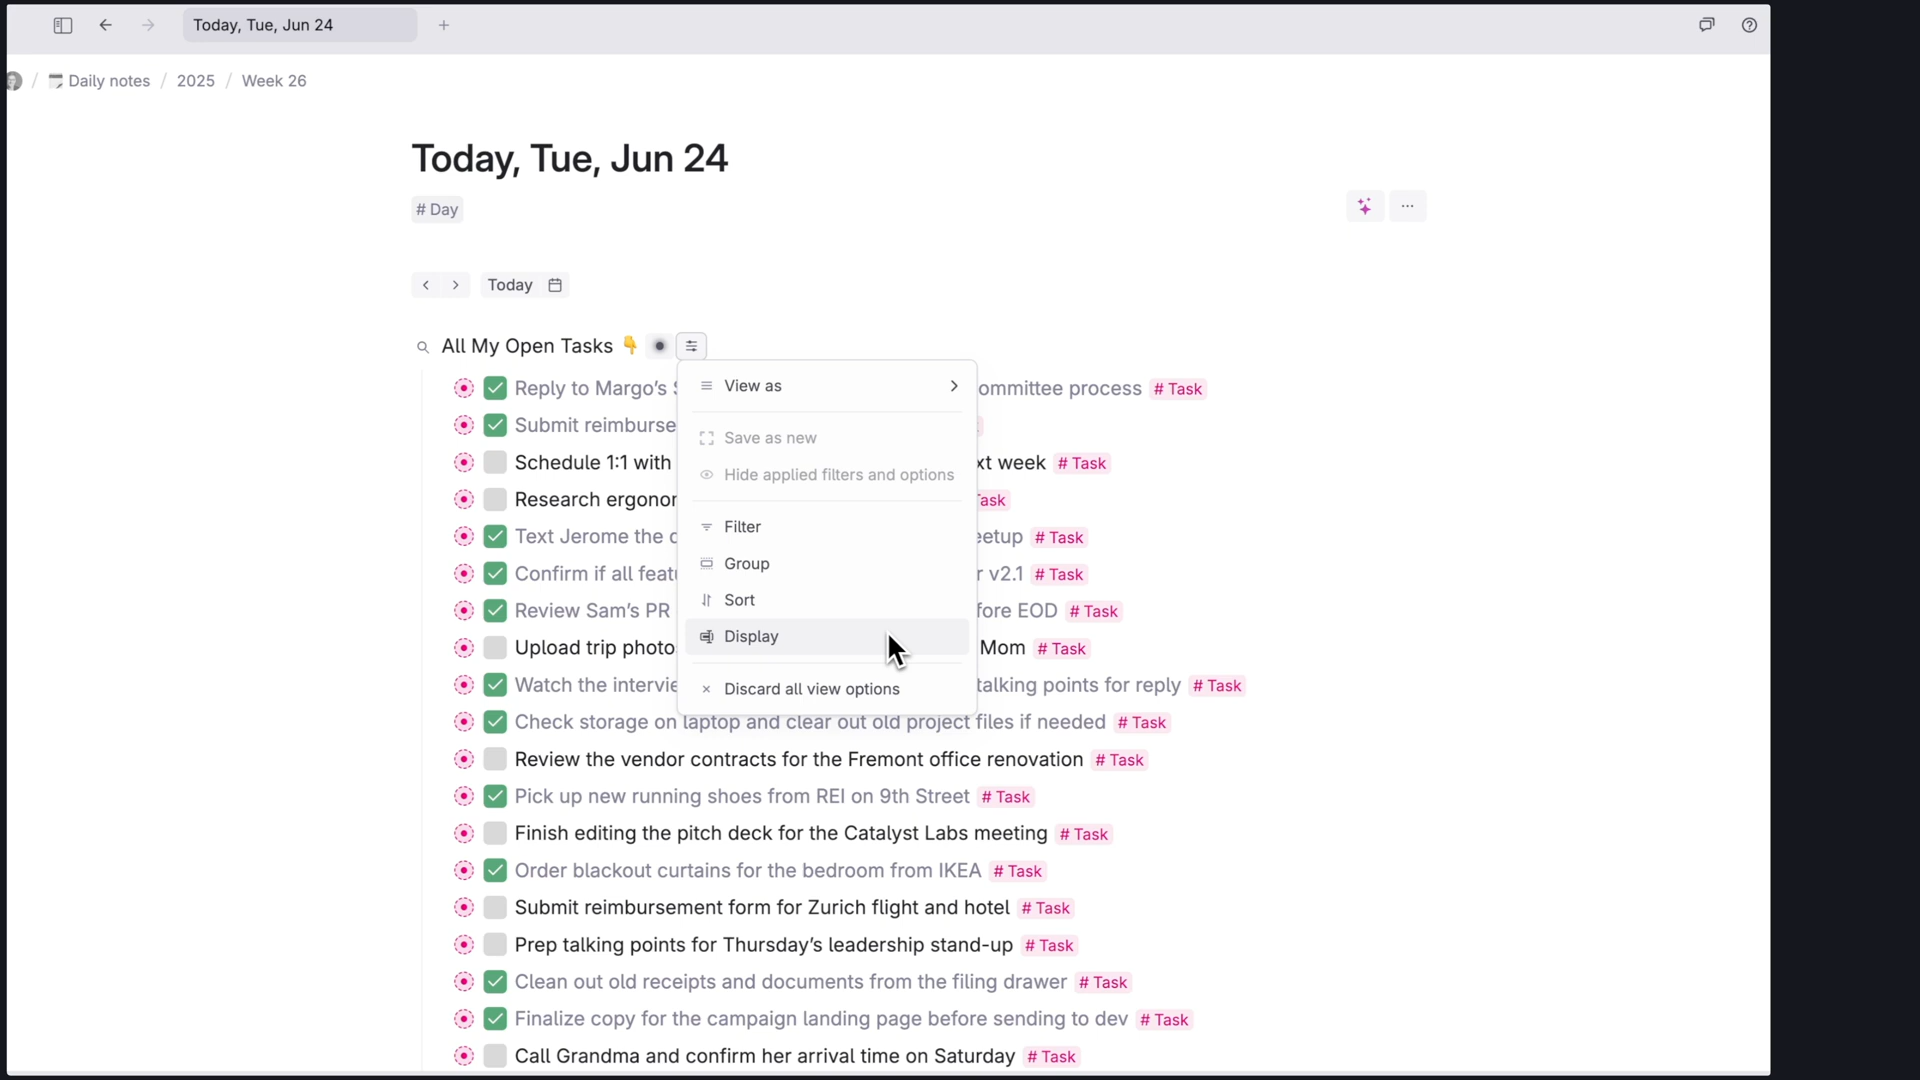 Today, Tue, Jun 24
/ Daily notes / 2025 / Week 26
Today, Tue, Jun 24
# Day
Today
All My Open Tasks 👇
View as
Save as new
Hide applied filters and options
Filter
Group
Sort
Display
Discard all view options
Reply to Margo's ommittee process # Task
Submit reimburse
Schedule 1:1 with xt week # Task
Research ergonor ask
Text Jerome the eetup # Task
Confirm if all feat r v2.1 # Task
Review Sam's PR fore EOD # Task
Upload trip photo Mom # Task
Watch the intervie talking points for reply # Task
Check storage on laptop and clear out old project files if needed # Task
Review the vendor contracts for the Fremont office renovation # Task
Pick up new running shoes from REI on 9th Street # Task
Finish editing the pitch deck for the Catalyst Labs meeting # Task
Order blackout curtains for the bedroom from IKEA # Task
Submit reimbursement form for Zurich flight and hotel # Task
Prep talking points for Thursday's leadership stand-up # Task
Clean out old receipts and documents from the filing drawer # Task
Finalize copy for the campaign landing page before sending to dev # Task
Call Grandma and confirm her arrival time on Saturday # Task